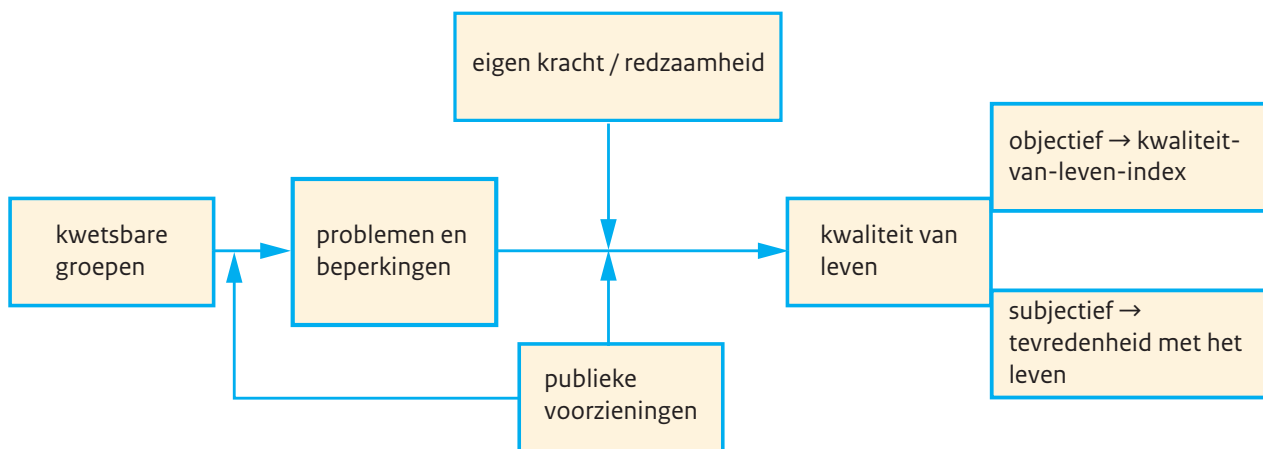 eigen kracht / redzaamheid
kwetsbare
groepen
problemen en
beperkingen
publieke
voorzieningen
kwaliteit van
leven
objectief → kwaliteit-
van-leven-index
subjectief →
tevredenheid met het
leven